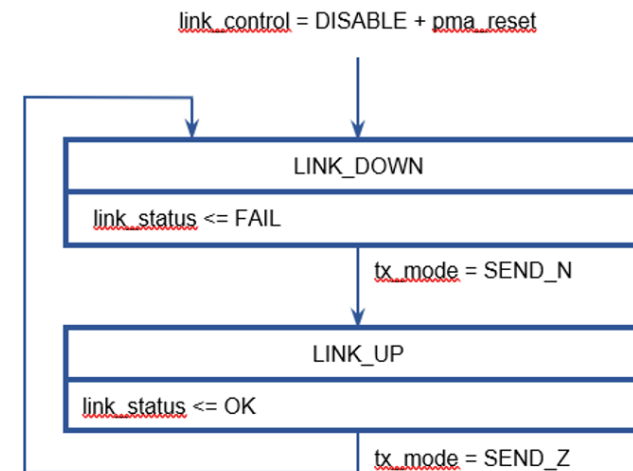 link_control = DISABLE + pma_reset
LINK_DOWN
link_status <= FAIL
tx_mode = SEND_N
LINK_UP
link_status <= OK
tx_mode = SEND_Z